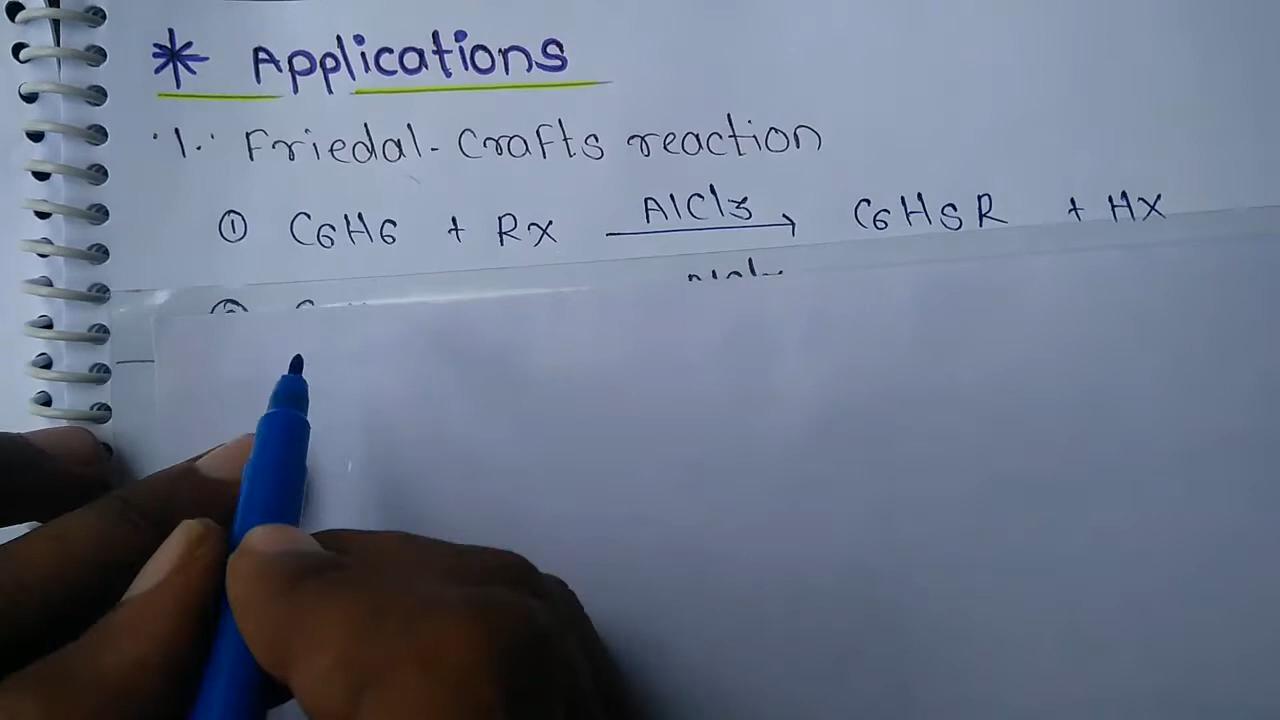 * Applications
1. Friedal-Crafts reaction
① C6H6 + RX AlCl3 → C6H5R + HX